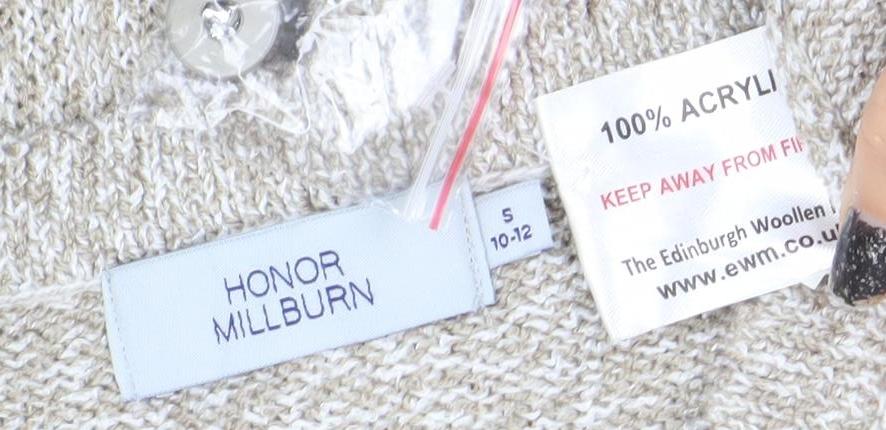 HONOR
MILLBURN
S
10-12
100% ACRYLI
KEEP AWAY FROM FI
The Edinburgh Woollen
www.ewm.co.u